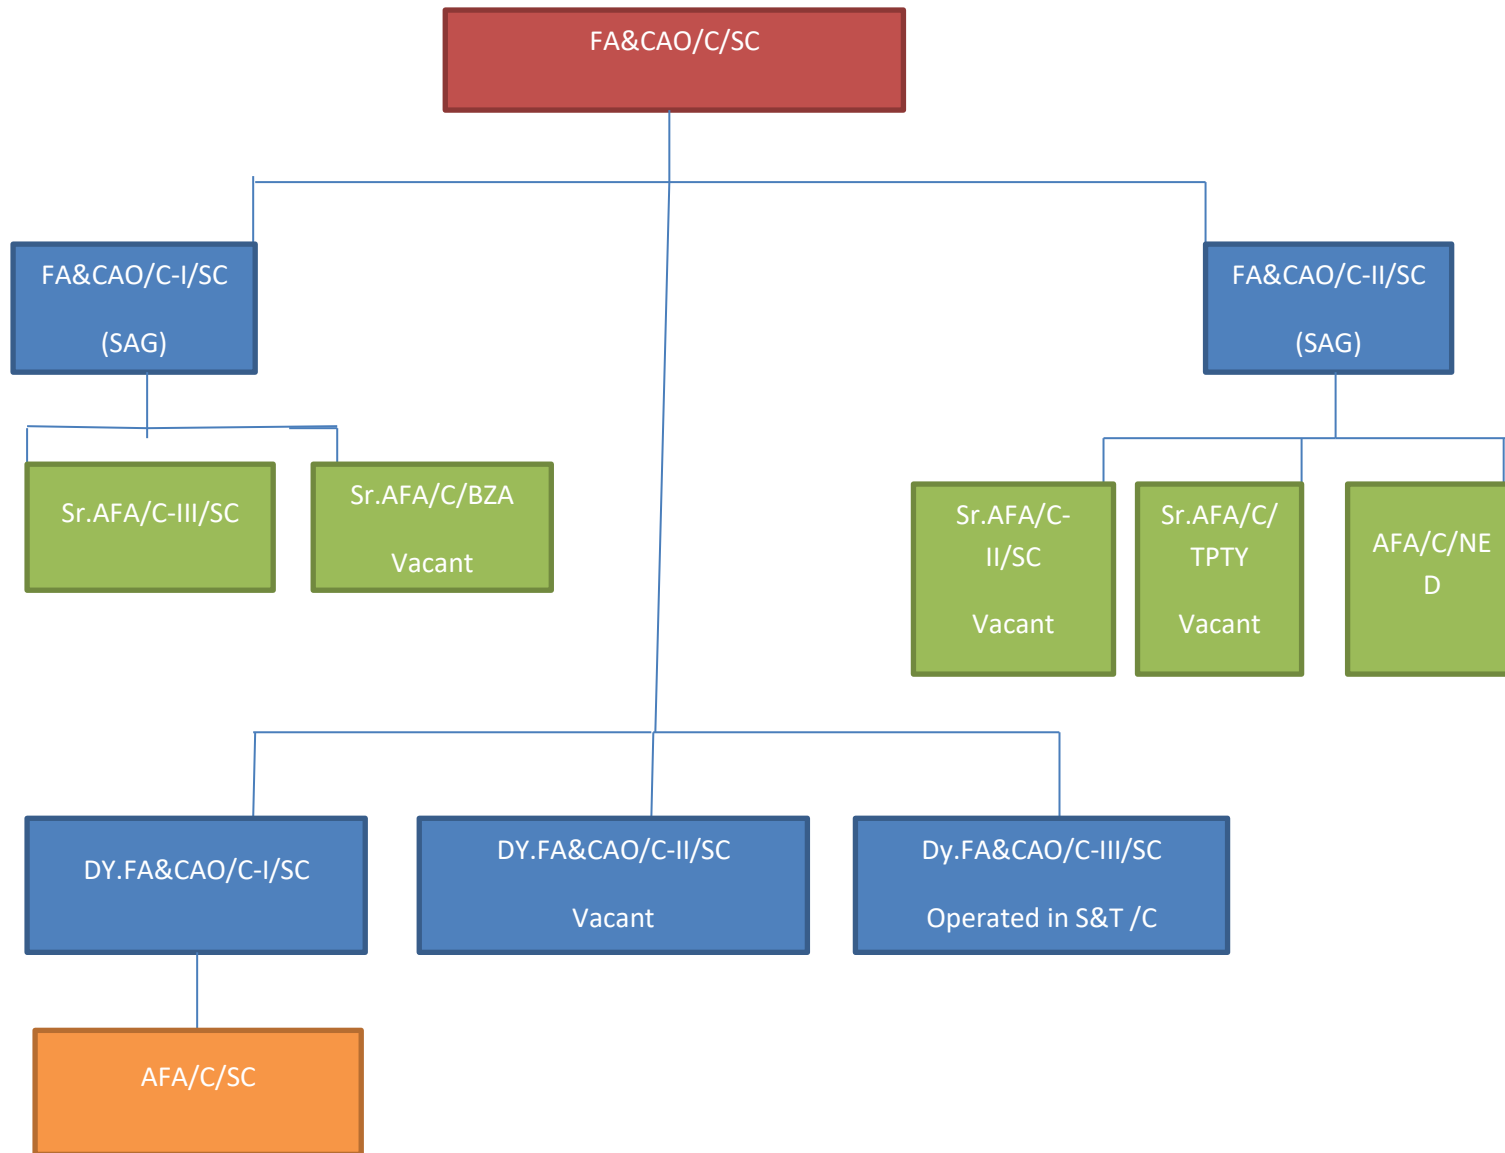 FA&CAO/C/SC
FA&CAO/C-I/SC
(SAG)
FA&CAO/C-II/SC
(SAG)
Sr.AFA/C-III/SC
Sr.AFA/C/BZA
Vacant
Sr.AFA/C-
II/SC
Vacant
Sr.AFA/C/
TPTY
Vacant
AFA/C/NE
D
DY.FA&CAO/C-I/SC
DY.FA&CAO/C-II/SC
Vacant
Dy.FA&CAO/C-III/SC
Operated in S&T /C
AFA/C/SC